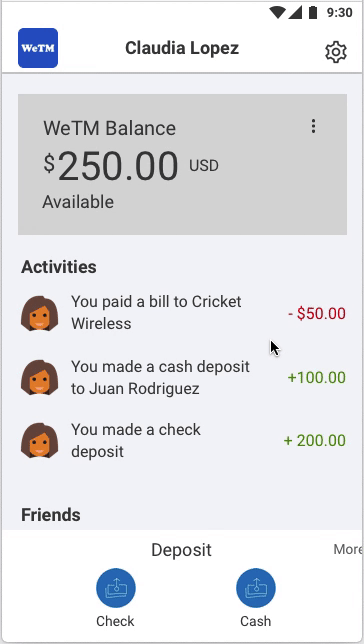 9:30
WeTM
Claudia Lopez
WeTM Balance
$250.00 USD
Available
Activities
You paid a bill to Cricket
Wireless
- $50.00
You made a cash deposit
to Juan Rodriguez
+100.00
You made a check
deposit
+ 200.00
Friends
Deposit
More
Check
Cash